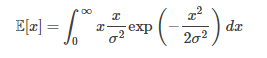 𝔼[x] = ∫₀^∞ x x/σ² exp(−x²/2σ²) dx